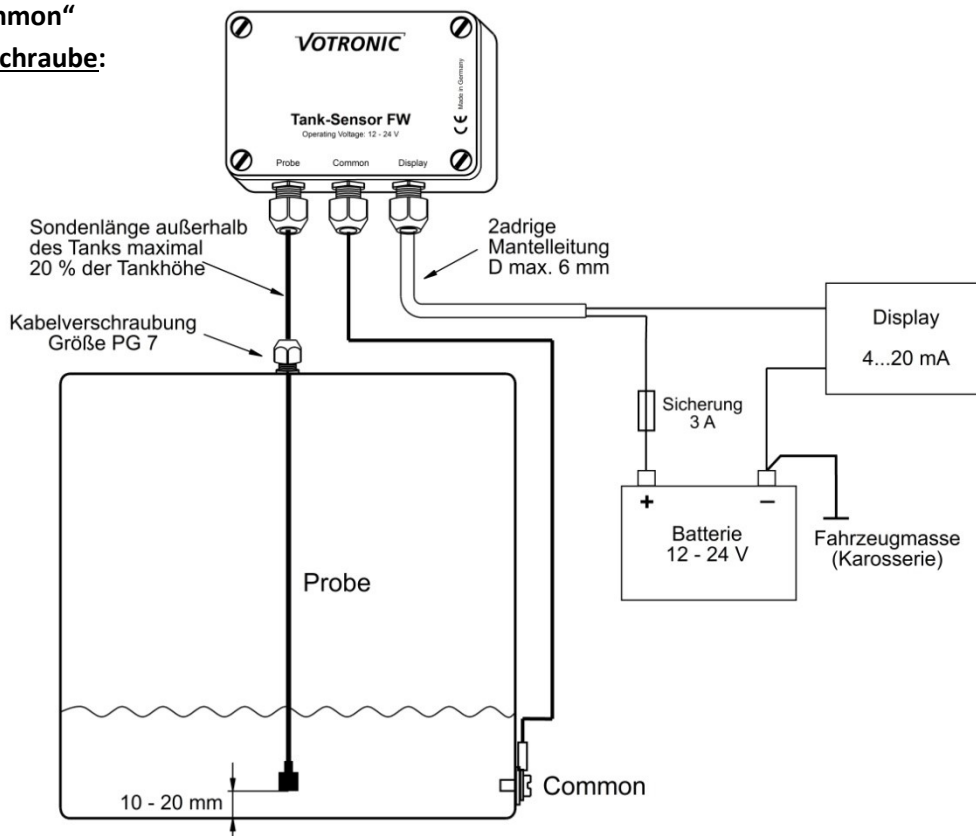 mmon“
chraube:
VOTRONIC
Made in Germany
CE
Tank-Sensor FW
Operating Voltage: 12 - 24 V
Probe Common Display
Sondenlänge außerhalb
des Tanks maximal
20 % der Tankhöhe
2adrige
Mantelleitung
D max. 6 mm
Kabelverschraubung
Größe PG 7
Display
4...20 mA
Sicherung
3 A
+ –
Batterie
12 - 24 V
Fahrzeugmasse
(Karosserie)
Probe
10 - 20 mm
Common